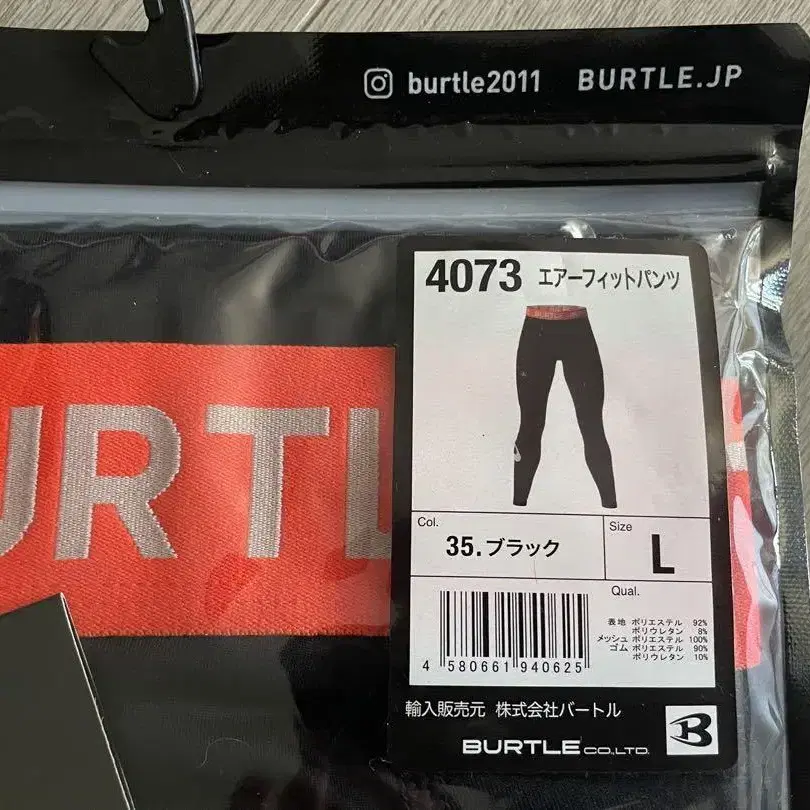 burtle2011 BURTLE.JP
4073 エアーフィットパンツ
URTL
Col.
35.ブラック
Size
L
Qual.
表地 ポリエステル 92%
ポリウレタン 8%
メッシュ ポリエステル 100%
ゴム ポリエステル 90%
ポリウレタン 10%
4 580661 940625
輸入販売元 株式会社バートル
BURTLE CO.,LTD.